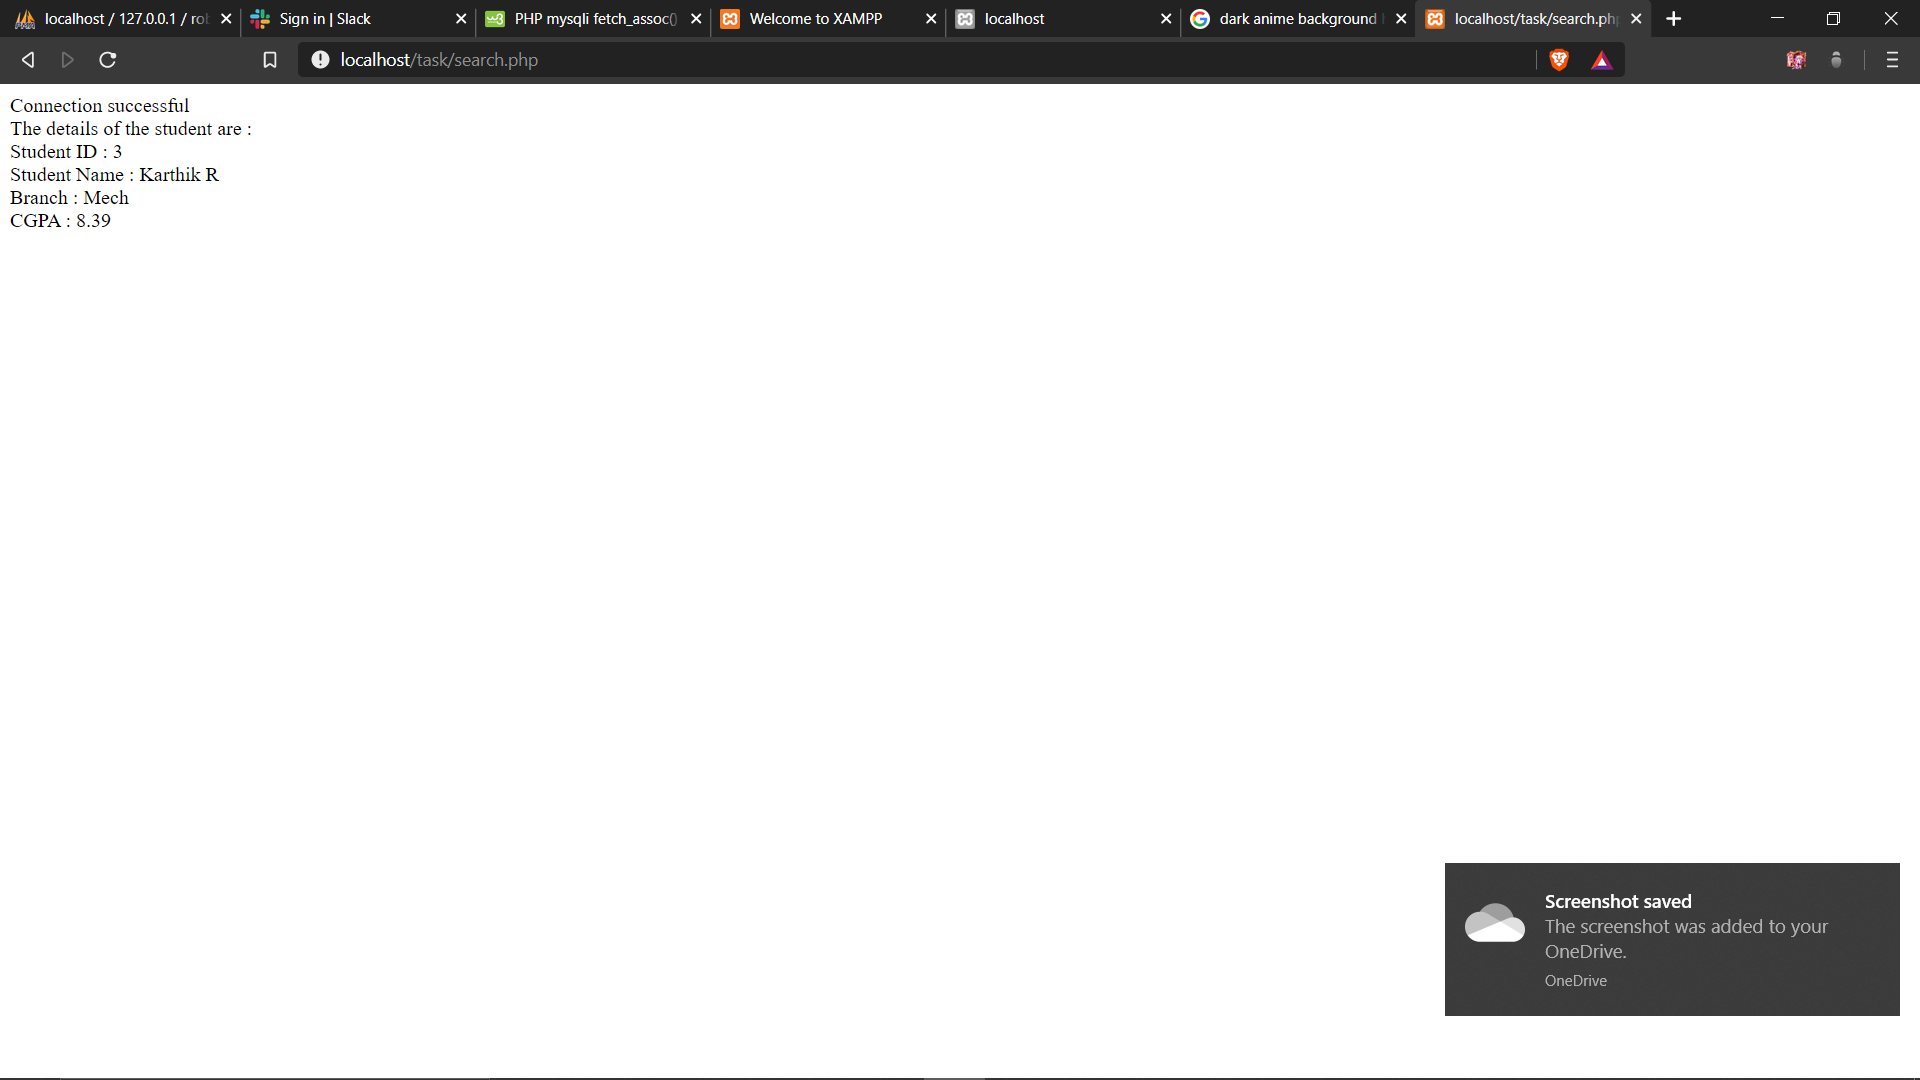 localhost / 127.0.0.1 / ro
Sign in | Slack
PHP mysqli fetch_assoc()
Welcome to XAMPP
localhost
dark anime background
localhost/task/search.php
localhost/task/search.php
Connection successful
The details of the student are :
Student ID : 3
Student Name : Karthik R
Branch : Mech
CGPA : 8.39
Screenshot saved
The screenshot was added to your
OneDrive.
OneDrive